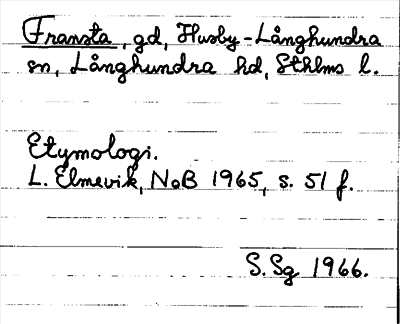 Fransta, gd, Husby-Långhundra
sn, Långhundra hd, Sthlms l.
Etymologi.
L. Elmevik, NoB 1965, s. 51 f.
S. Sg 1966.